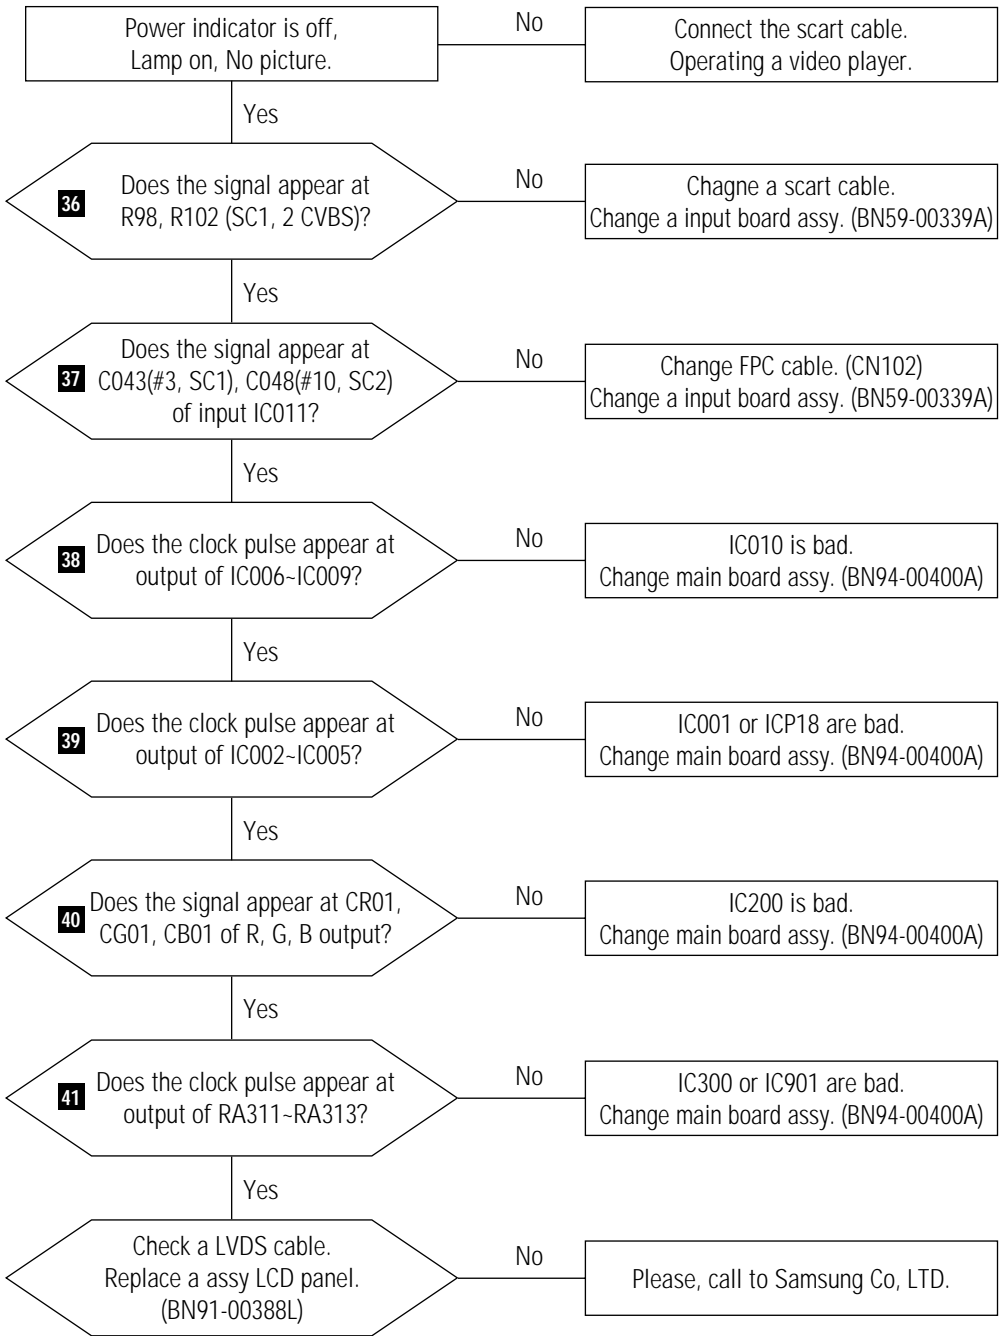 Power indicator is off,
Lamp on, No picture.
No
Connect the scart cable.
Operating a video player.
Yes
36
Does the signal appear at
R98, R102 (SC1, 2 CVBS)?
No
Chagne a scart cable.
Change a input board assy. (BN59-00339A)
Yes
37
Does the signal appear at
C043(#3, SC1), C048(#10, SC2)
of input IC011?
No
Change FPC cable. (CN102)
Change a input board assy. (BN59-00339A)
Yes
38
Does the clock pulse appear at
output of IC006~IC009?
No
IC010 is bad.
Change main board assy. (BN94-00400A)
Yes
39
Does the clock pulse appear at
output of IC002~IC005?
No
IC001 or ICP18 are bad.
Change main board assy. (BN94-00400A)
Yes
40
Does the signal appear at CR01,
CG01, CB01 of R, G, B output?
No
IC200 is bad.
Change main board assy. (BN94-00400A)
Yes
41
Does the clock pulse appear at
output of RA311~RA313?
No
IC300 or IC901 are bad.
Change main board assy. (BN94-00400A)
Yes
Check a LVDS cable.
Replace a assy LCD panel.
(BN91-00388L)
No
Please, call to Samsung Co, LTD.